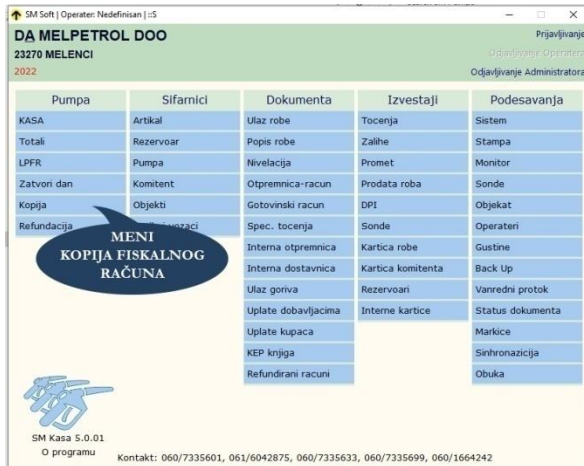 SM Soft | Operater: Nedefinisan | ::S
DA MELPETROL DOO
Prijavljivanje
23270 MELENCI
Odjavljivanje Operatera
2022
Odjavljivanje Administratora
Pumpa Sifarnici Dokumenta Izvestaji Podesavanja
KASA Artikal Ulaz robe Tocenja Sistem
Totali Rezervoar Popis robe Zalihe Stampa
LPFR Pumpa Nivelacija Promet Monitor
Zatvori dan Komitent Otpremnica-racun Prodata roba Sonde
Kopija Objekti Gotovinski racun DPI Objekat
Refundacija vozaci Spec. tocenja Sonde Operateri
Interna otpremnica Kartica robe Gustine
Interna dostavnica Kartica komitenta Back Up
Ulaz goriva Rezervoari Vanredni protok
Uplate dobavljacima Interne kartice Status dokumenta
Uplate kupaca Markice
KEP knjiga Sinhronazicija
Refundirani racuni Obuka
MENI
KOPIJA FISKALNOG
RAČUNA
SM Kasa 5.0.01
O programu
Kontakt: 060/7335601, 061/6042875, 060/7335633, 060/7335699, 060/1664242